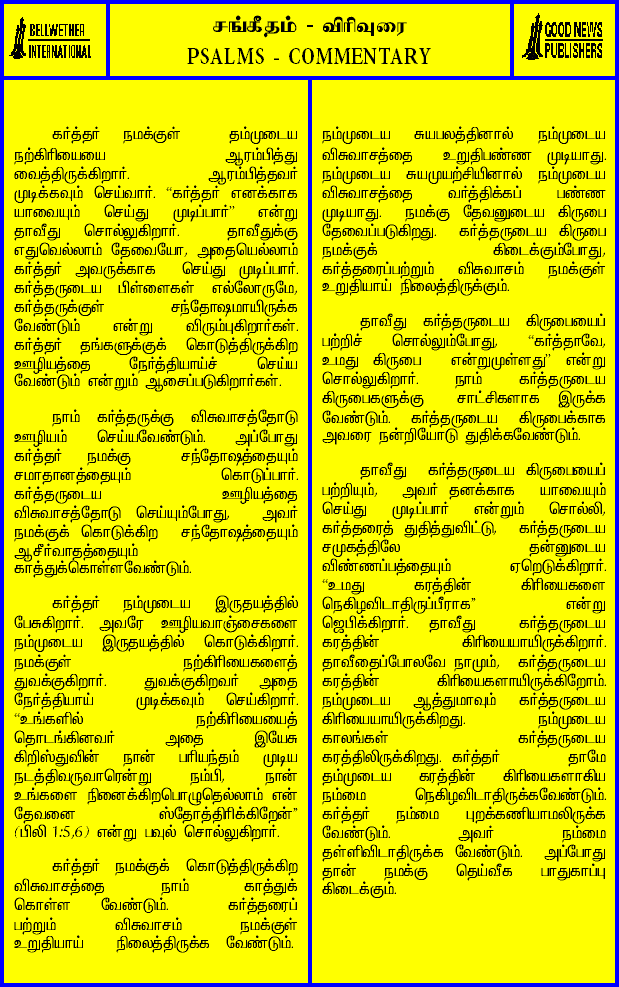 BELLWETHER
INTERNATIONAL
சங்கீதம் - விரிவுரை
PSALMS - COMMENTARY
GOOD NEWS
PUBLISHERS
கர்த்தர் நமக்குள் தம்முடைய
நற்கிரியையை ஆரம்பித்து
வைத்திருக்கிறார். ஆரம்பித்தவர்
முடிக்கவும் செய்வார். “கர்த்தர் எனக்காக
யாவையும் செய்து முடிப்பார்” என்று
தாவீது சொல்லுகிறார். தாவீதுக்கு
எதுவெல்லாம் தேவையோ, அதையெல்லாம்
கர்த்தர் அவருக்காக செய்து முடிப்பார்.
கர்த்தருடைய பிள்ளைகள் எல்லோருமே,
கர்த்தருக்குள் சந்தோஷமாயிருக்க
வேண்டும் என்று விரும்புகிறார்கள்.
கர்த்தர் தங்களுக்குக் கொடுத்திருக்கிற
ஊழியத்தை நேர்த்தியாய்ச் செய்ய
வேண்டும் என்றும் ஆசைப்படுகிறார்கள்.
நாம் கர்த்தருக்கு விசுவாசத்தோடு
ஊழியம் செய்யவேண்டும். அப்போது
கர்த்தர் நமக்கு சந்தோஷத்தையும்
சமாதானத்தையும் கொடுப்பார்.
கர்த்தருடைய ஊழியத்தை
விசுவாசத்தோடு செய்யும்போது, அவர்
நமக்குக் கொடுக்கிற சந்தோஷத்தையும்
ஆசீர்வாதத்தையும்
காத்துக்கொள்ளவேண்டும்.
கர்த்தர் நம்முடைய இருதயத்தில்
பேசுகிறார். அவரே ஊழியவாஞ்சைகளை
நம்முடைய இருதயத்தில் கொடுக்கிறார்.
நமக்குள் நற்கிரியைகளைத்
துவக்குகிறார். துவக்குகிறவர் அதை
நேர்த்தியாய் முடிக்கவும் செய்கிறார்.
“உங்களில் நற்கிரியையைத்
தொடங்கினவர் அதை இயேசு
கிறிஸ்துவின் நாள் பரியந்தம் முடிய
நடத்திவருவாரென்று நம்பி, நான்
உங்களை நினைக்கிறபொழுதெல்லாம் என்
தேவனை ஸ்தோத்திரிக்கிறேன்”
(பிலி 1:5,6) என்று பவுல் சொல்லுகிறார்.
கர்த்தர் நமக்குக் கொடுத்திருக்கிற
விசுவாசத்தை நாம் காத்துக்
கொள்ள வேண்டும். கர்த்தரைப்
பற்றும் விசுவாசம் நமக்குள்
உறுதியாய் நிலைத்திருக்க வேண்டும்.
நம்முடைய சுயபலத்தினால் நம்முடைய
விசுவாசத்தை உறுதிபண்ண முடியாது.
நம்முடைய சுயமுயற்சியினால் நம்முடைய
விசுவாசத்தை வர்த்திக்கப் பண்ண
முடியாது. நமக்கு தேவனுடைய கிருபை
தேவைப்படுகிறது. கர்த்தருடைய கிருபை
நமக்குக் கிடைக்கும்போது,
கர்த்தரைப்பற்றும் விசுவாசம் நமக்குள்
உறுதியாய் நிலைத்திருக்கும்.
தாவீது கர்த்தருடைய கிருபையைப்
பற்றிச் சொல்லும்போது, “கர்த்தாவே,
உமது கிருபை என்றுமுள்ளது” என்று
சொல்லுகிறார். நாம் கர்த்தருடைய
கிருபைகளுக்கு சாட்சிகளாக இருக்க
வேண்டும். கர்த்தருடைய கிருபைக்காக
அவரை நன்றியோடு துதிக்கவேண்டும்.
தாவீது கர்த்தருடைய கிருபையைப்
பற்றியும், அவர் தனக்காக யாவையும்
செய்து முடிப்பார் என்றும் சொல்லி,
கர்த்தரைத் துதித்துவிட்டு, கர்த்தருடைய
சமுகத்திலே தன்னுடைய
விண்ணப்பத்தையும் ஏறெடுக்கிறார்.
“உமது கரத்தின் கிரியைகளை
நெகிழவிடாதிருப்பீராக” என்று
ஜெபிக்கிறார். தாவீது கர்த்தருடைய
கரத்தின் கிரியையாயிருக்கிறார்.
தாவீதைப்போலவே நாமும், கர்த்தருடைய
கரத்தின் கிரியைகளாயிருக்கிறோம்.
நம்முடைய ஆத்துமாவும் கர்த்தருடைய
கிரியையாயிருக்கிறது. நம்முடைய
காலங்கள் கர்த்தருடைய
கரத்திலிருக்கிறது. கர்த்தர் தாமே
தம்முடைய கரத்தின் கிரியைகளாகிய
நம்மை நெகிழவிடாதிருக்கவேண்டும்.
கர்த்தர் நம்மை புறக்கணியாமலிருக்க
வேண்டும். அவர் நம்மை
தள்ளிவிடாதிருக்க வேண்டும். அப்போது
தான் நமக்கு தெய்வீக பாதுகாப்பு
கிடைக்கும்.